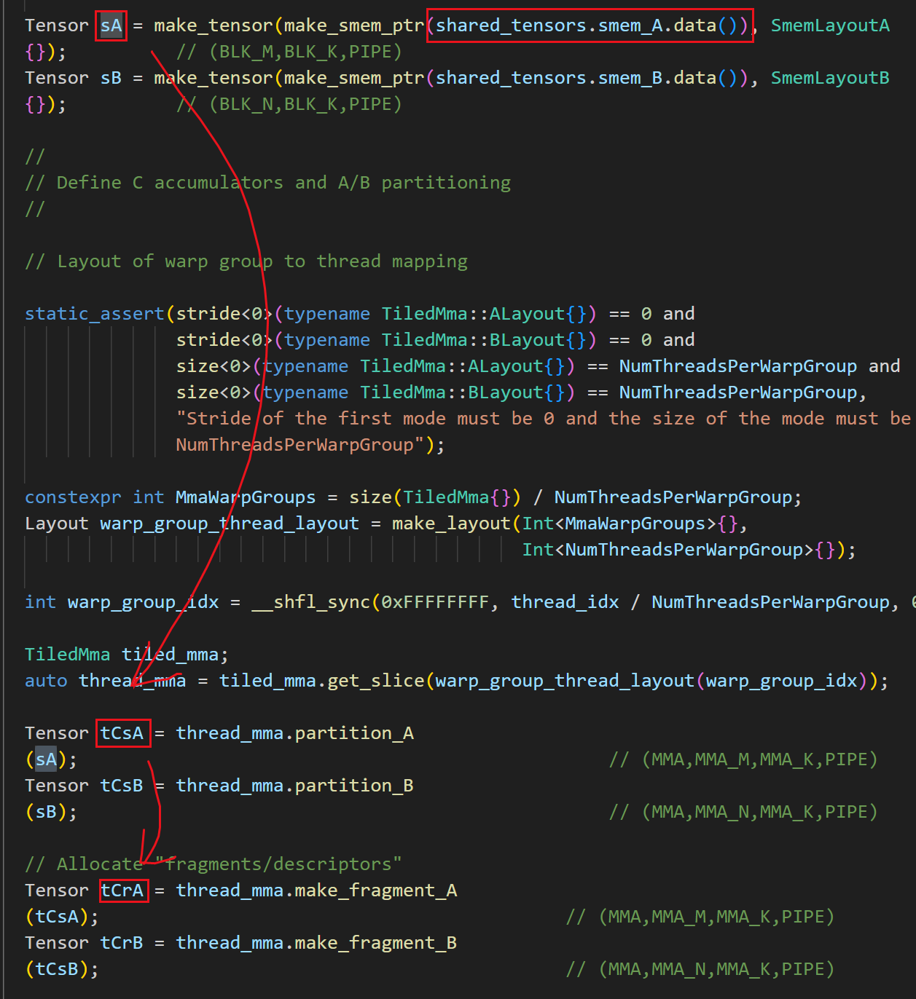 Tensor sA = make_tensor(make_smem_ptr(shared_tensors.smem_A.data()), SmemLayoutA
{});          // (BLK_M,BLK_K,PIPE)
Tensor sB = make_tensor(make_smem_ptr(shared_tensors.smem_B.data()), SmemLayoutB
{});          // (BLK_N,BLK_K,PIPE)
//
// Define C accumulators and A/B partitioning
//
// Layout of warp group to thread mapping
static_assert(stride<0>(typename TiledMma::ALayout{}) == 0 and
stride<0>(typename TiledMma::BLayout{}) == 0 and
size<0>(typename TiledMma::ALayout{}) == NumThreadsPerWarpGroup and
size<0>(typename TiledMma::BLayout{}) == NumThreadsPerWarpGroup,
"Stride of the first mode must be 0 and the size of the mode must be
NumThreadsPerWarpGroup");
constexpr int MmaWarpGroups = size(TiledMma{}) / NumThreadsPerWarpGroup;
Layout warp_group_thread_layout = make_layout(Int<MmaWarpGroups>{},
Int<NumThreadsPerWarpGroup>{});
int warp_group_idx = __shfl_sync(0xFFFFFFFF, thread_idx / NumThreadsPerWarpGroup, 0
TiledMma tiled_mma;
auto thread_mma = tiled_mma.get_slice(warp_group_thread_layout(warp_group_idx));
Tensor tCsA = thread_mma.partition_A
(sA);          // (MMA,MMA_M,MMA_K,PIPE)
Tensor tCsB = thread_mma.partition_B
(sB);          // (MMA,MMA_N,MMA_K,PIPE)
// Allocate "fragments/descriptors"
Tensor tCrA = thread_mma.make_fragment_A
(tCsA);          // (MMA,MMA_M,MMA_K,PIPE)
Tensor tCrB = thread_mma.make_fragment_B
(tCsB);          // (MMA,MMA_N,MMA_K,PIPE)